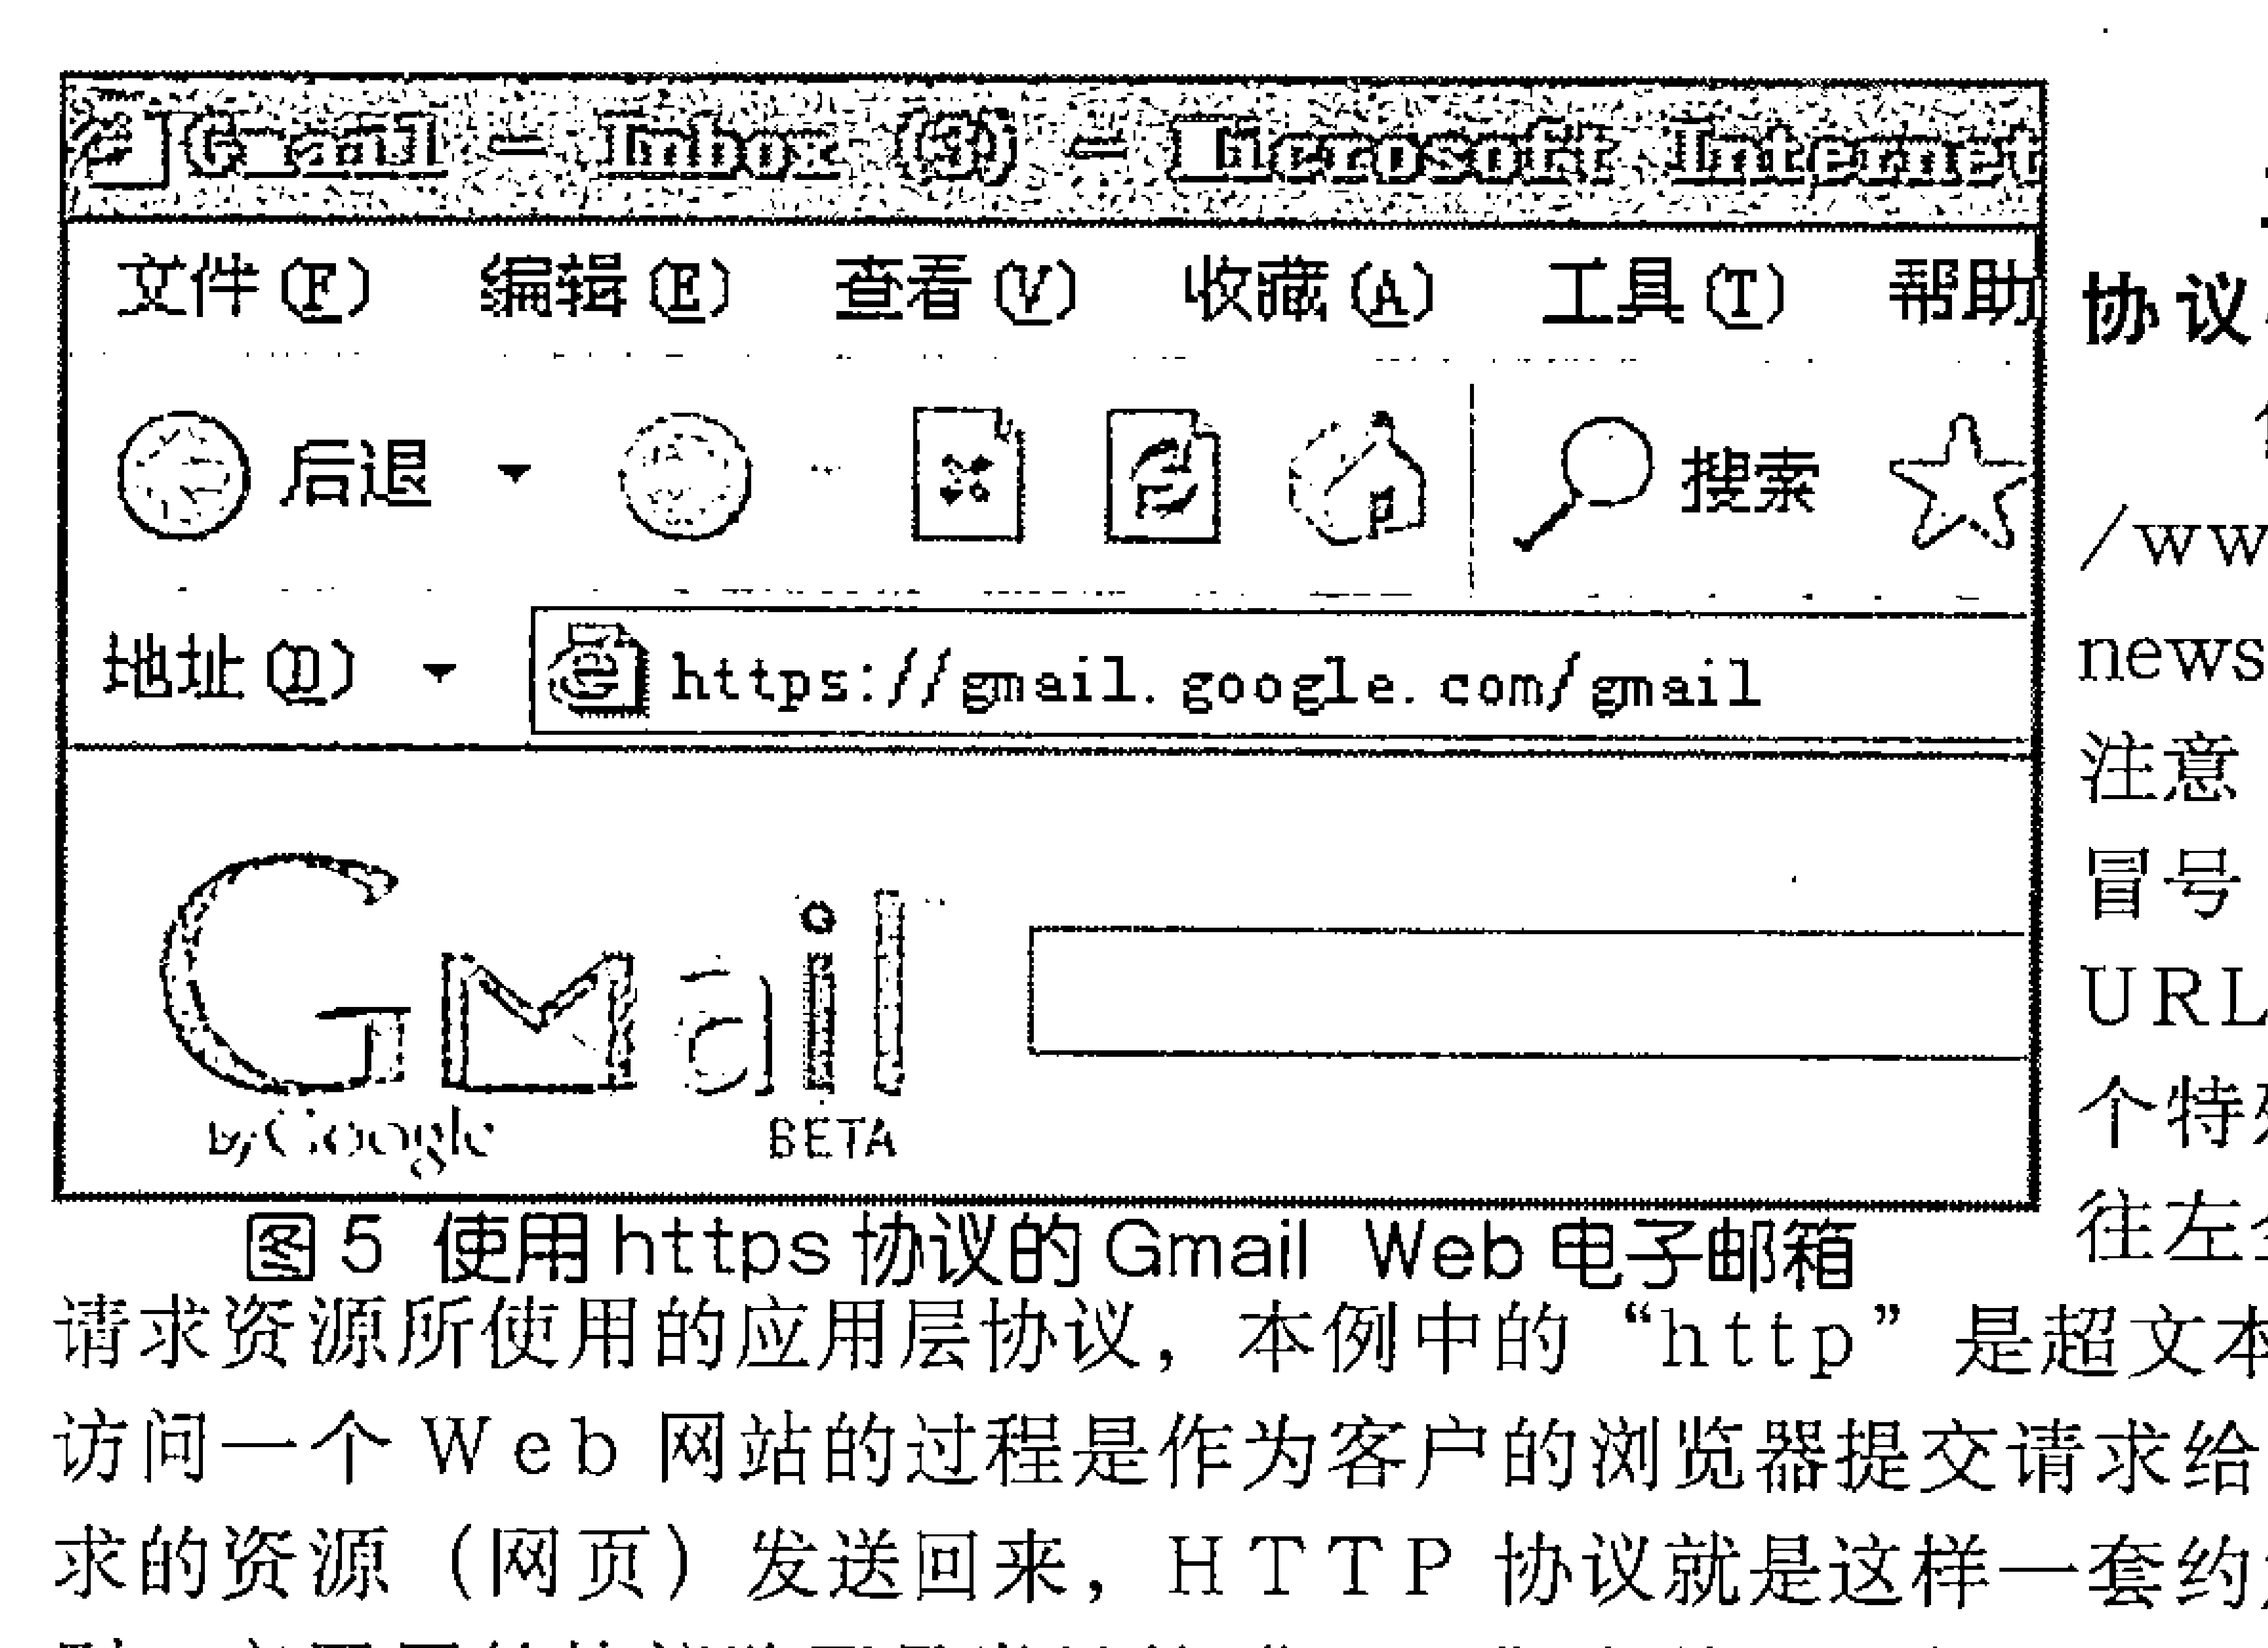 Gmail - Inbox (3) - Microsoft Internet
文件(F) 编辑(E) 查看(V) 收藏(A) 工具(T) 帮助
后退 搜索
地址(D) https://gmail.google.com/gmail
GMail
by Google BETA
图5 使用https协议的Gmail Web电子邮箱
协议
/ww
news
注意
冒号
URL
个特
往左
请求资源所使用的应用层协议，本例中的“http”是超文本
访问一个Web网站的过程是作为客户的浏览器提交请求给
求的资源（网页）发送回来，HTTP协议就是这样一套约